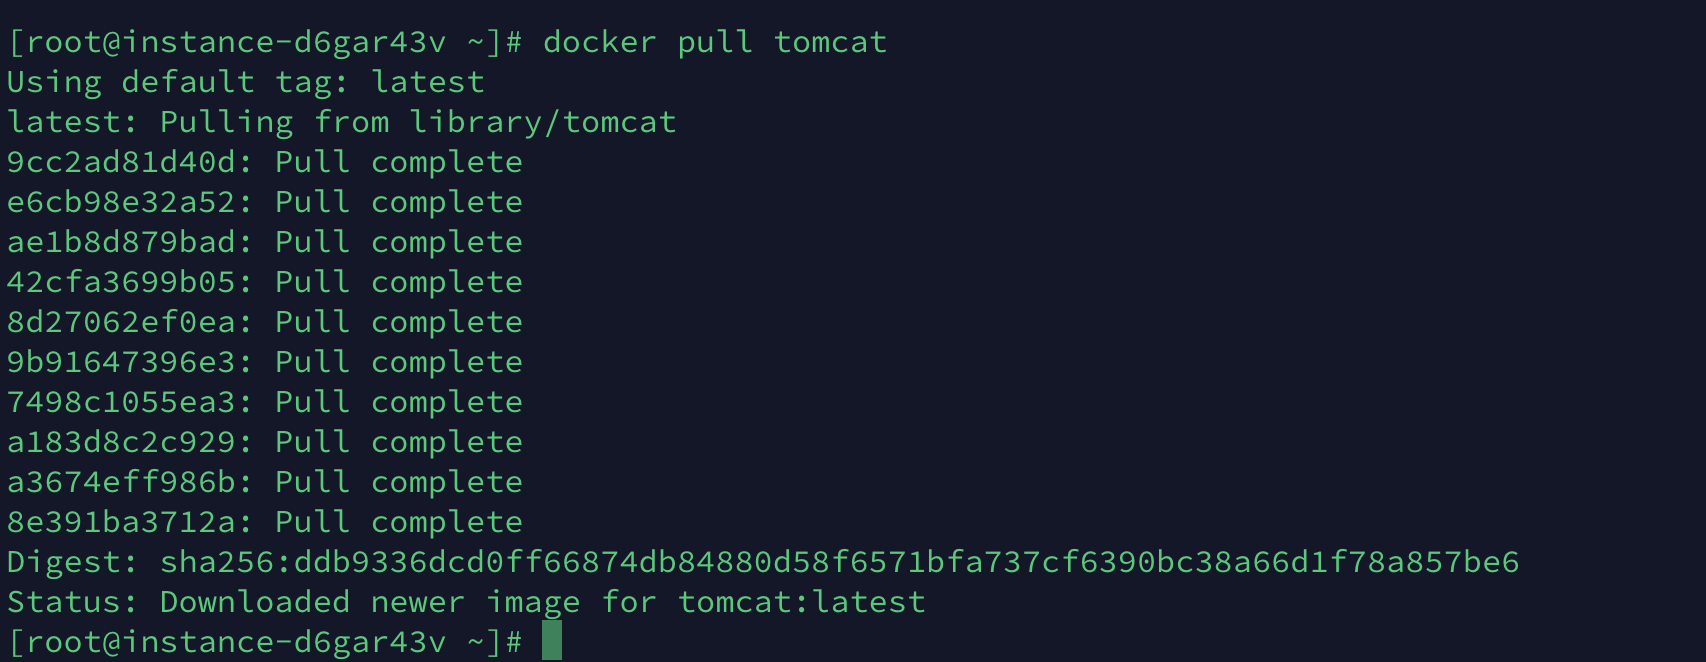 [root@instance-d6gar43v ~]# docker pull tomcat
Using default tag: latest
latest: Pulling from library/tomcat
9cc2ad81d40d: Pull complete
e6cb98e32a52: Pull complete
ae1b8d879bad: Pull complete
42cfa3699b05: Pull complete
8d27062ef0ea: Pull complete
9b91647396e3: Pull complete
7498c1055ea3: Pull complete
a183d8c2c929: Pull complete
a3674eff986b: Pull complete
8e391ba3712a: Pull complete
Digest: sha256:ddb9336dcd0ff66874db84880d58f6571bfa737cf6390bc38a66d1f78a857be6
Status: Downloaded newer image for tomcat:latest
[root@instance-d6gar43v ~]#